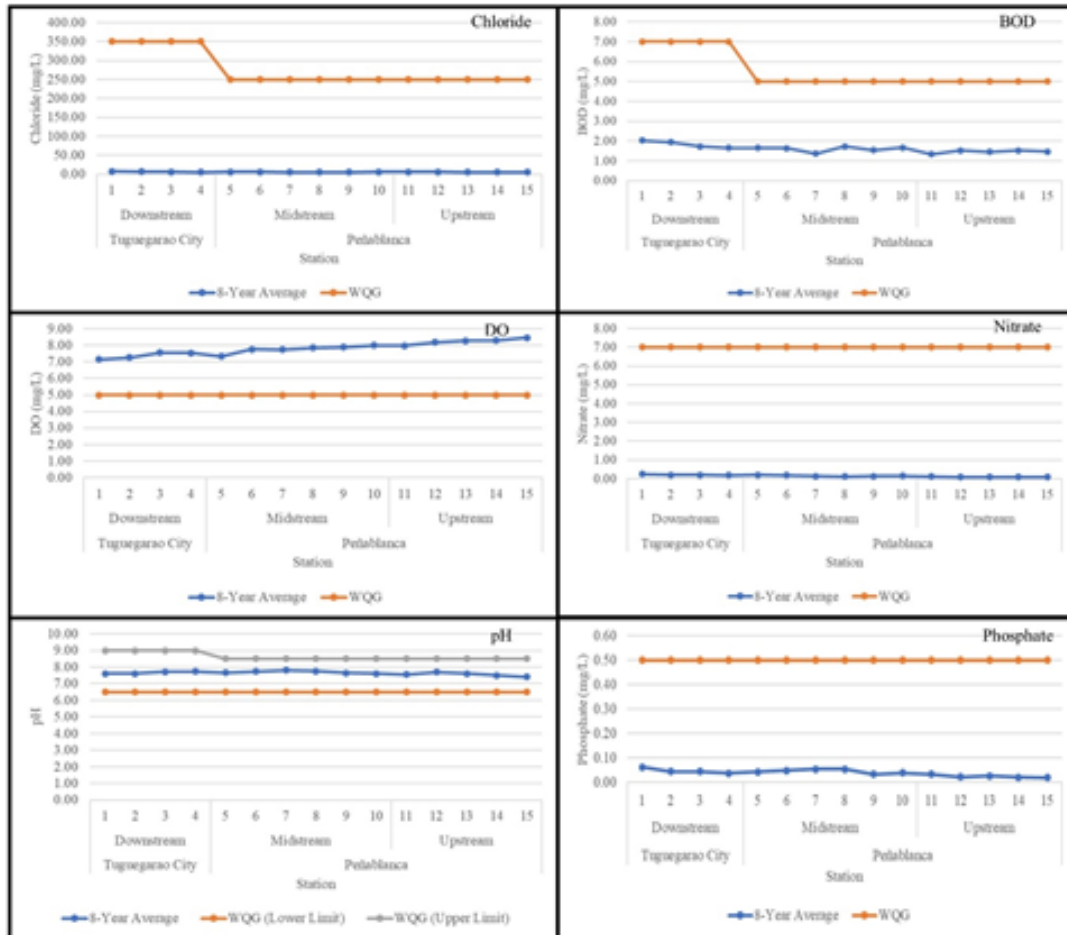 Chloride
Chloride (mg/L)
400.00
350.00
300.00
250.00
200.00
150.00
100.00
50.00
0.00
1 2 3 4 5 6 7 8 9 10 11 12 13 14 15
Downstream Midstream Upstream
Tuguegarao City Peñablanca
Station
8-Year Average WQG
BOD
BOD (mg/L)
8.00
7.00
6.00
5.00
4.00
3.00
2.00
1.00
0.00
1 2 3 4 5 6 7 8 9 10 11 12 13 14 15
Downstream Midstream Upstream
Tuguegarao City Peñablanca
Station
8-Year Average WQG
DO
DO (mg/L)
9.00
8.00
7.00
6.00
5.00
4.00
3.00
2.00
1.00
0.00
1 2 3 4 5 6 7 8 9 10 11 12 13 14 15
Downstream Midstream Upstream
Tuguegarao City Peñablanca
Station
8-Year Average WQG
Nitrate
Nitrate (mg/L)
8.00
7.00
6.00
5.00
4.00
3.00
2.00
1.00
0.00
1 2 3 4 5 6 7 8 9 10 11 12 13 14 15
Downstream Midstream Upstream
Tuguegarao City Peñablanca
Station
8-Year Average WQG
pH
pH
10.00
9.00
8.00
7.00
6.00
5.00
4.00
3.00
2.00
1.00
0.00
1 2 3 4 5 6 7 8 9 10 11 12 13 14 15
Downstream Midstream Upstream
Tuguegarao City Peñablanca
Station
8-Year Average WQG (Lower Limit) WQG (Upper Limit)
Phosphate
Phosphate (mg/L)
0.60
0.50
0.40
0.30
0.20
0.10
0.00
1 2 3 4 5 6 7 8 9 10 11 12 13 14 15
Downstream Midstream Upstream
Tuguegarao City Peñablanca
Station
8-Year Average WQG